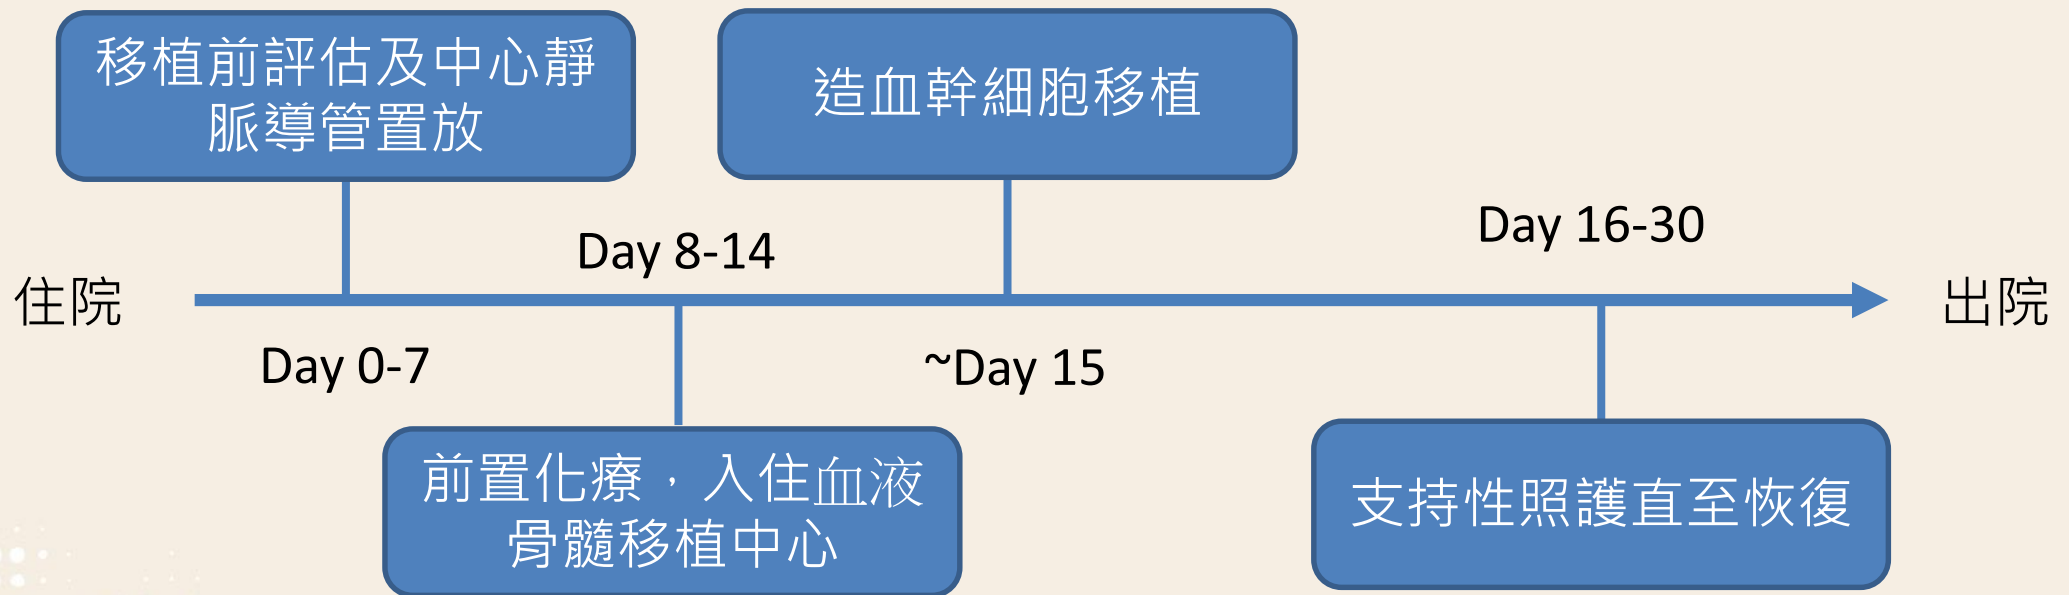 移植前評估及中心靜
脈導管置放
造血幹細胞移植
Day 16-30
Day 8-14
住院
出院
Day 0-7
~Day 15
前置化療，入住血液
骨髓移植中心
支持性照護直至恢復